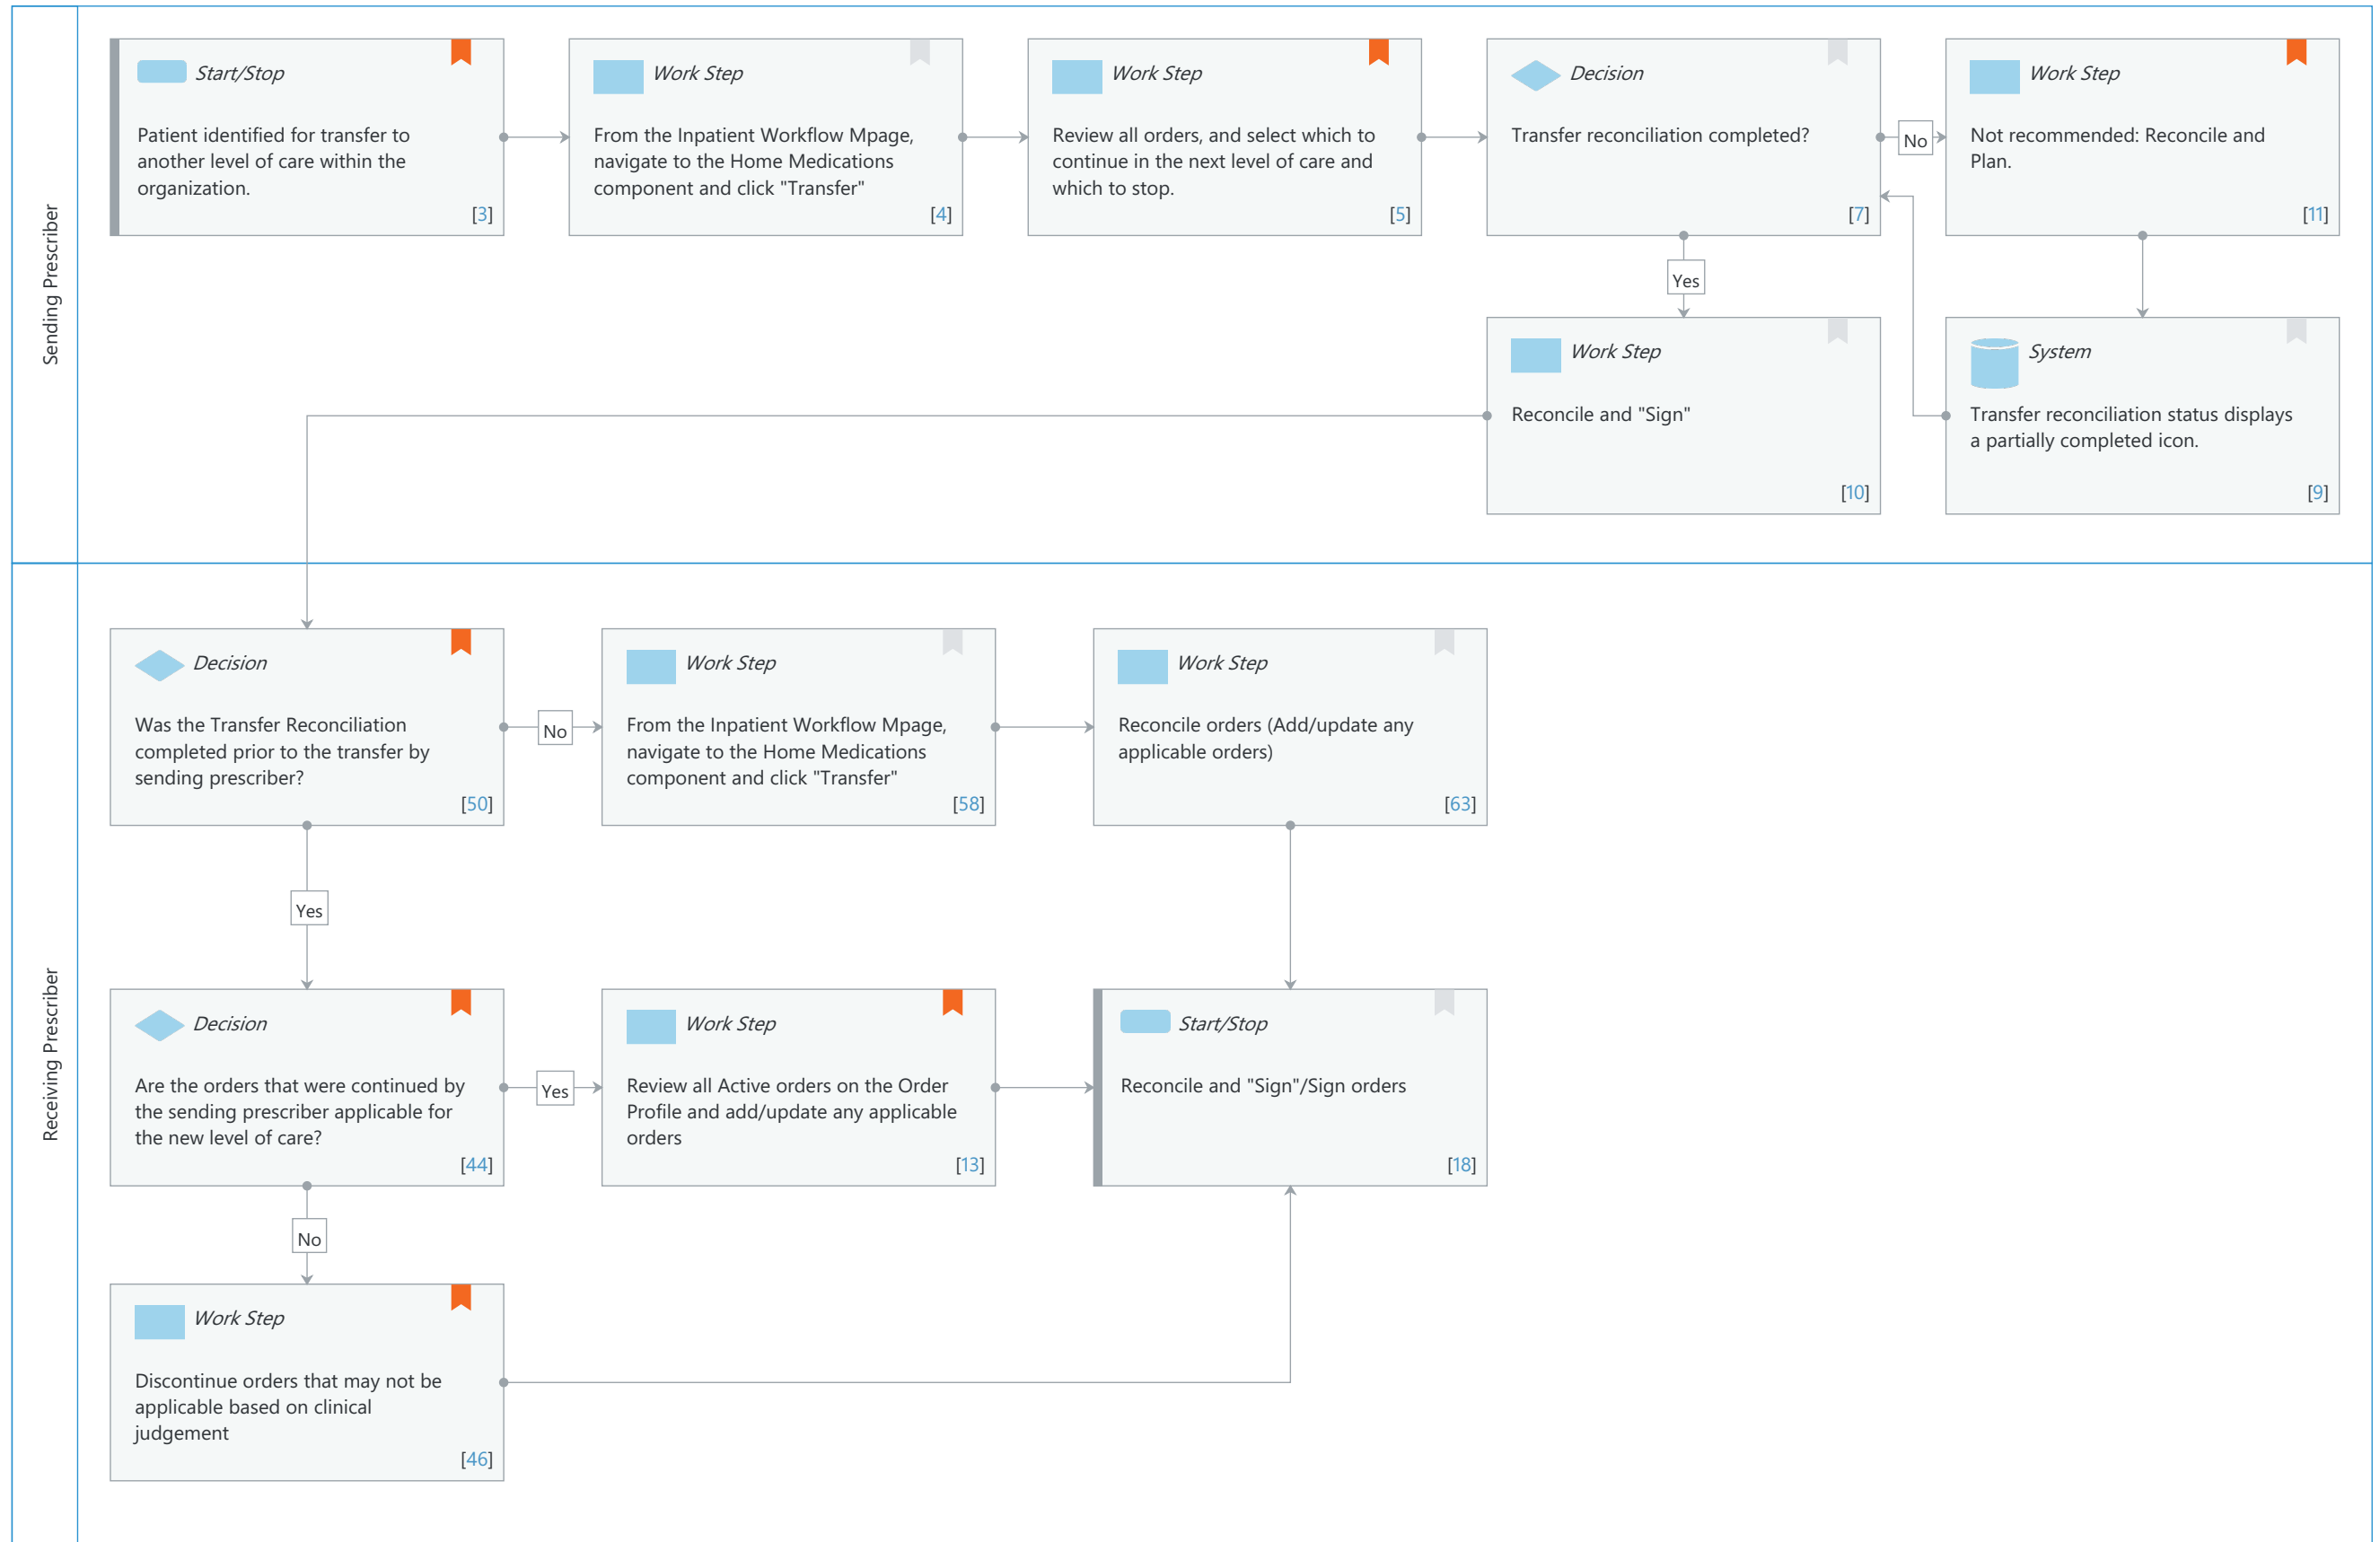 Sending Prescriber
Start/Stop
Patient identified for transfer to
another level of care within the
organization.
[3]
Work Step
From the Inpatient Workflow Mpage,
navigate to the Home Medications
component and click "Transfer"
[4]
Work Step
Review all orders, and select which to
continue in the next level of care and
which to stop.
[5]
Decision
Transfer reconciliation completed?
[7]
No
Work Step
Not recommended: Reconcile and
Plan.
[11]
Yes
Work Step
Reconcile and "Sign"
[10]
System
Transfer reconciliation status displays
a partially completed icon.
[9]
Receiving Prescriber
Decision
Was the Transfer Reconciliation
completed prior to the transfer by
sending prescriber?
[50]
No
Work Step
From the Inpatient Workflow Mpage,
navigate to the Home Medications
component and click "Transfer"
[58]
Work Step
Reconcile orders (Add/update any
applicable orders)
[63]
Yes
Decision
Are the orders that were continued by
the sending prescriber applicable for
the new level of care?
[44]
Yes
Work Step
Review all Active orders on the Order
Profile and add/update any applicable
orders
[13]
Start/Stop
Reconcile and "Sign"/Sign orders
[18]
No
Work Step
Discontinue orders that may not be
applicable based on clinical
judgement
[46]